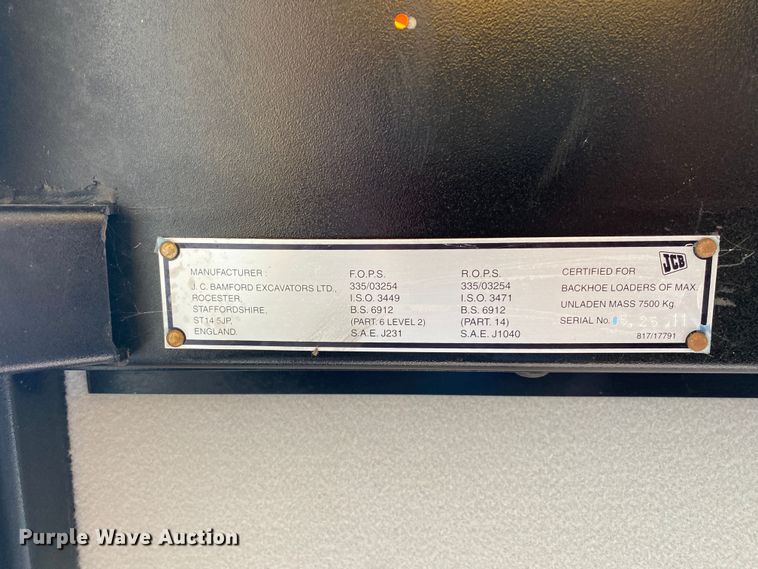 MANUFACTURER :
J. C. BAMFORD EXCAVATORS LTD.,
ROCESTER,
STAFFORDSHIRE,
ST14 5JP,
ENGLAND.
F.O.P.S.
335/03254
I.S.O. 3449
B.S. 6912
(PART. 6 LEVEL 2)
S.A.E. J231
R.O.P.S.
335/03254
I.S.O. 3471
B.S. 6912
(PART. 14)
S.A.E. J1040
CERTIFIED FOR
JCB
BACKHOE LOADERS OF MAX.
UNLADEN MASS 7500 Kg.
SERIAL No.
817/17791
Purple Wave Auction